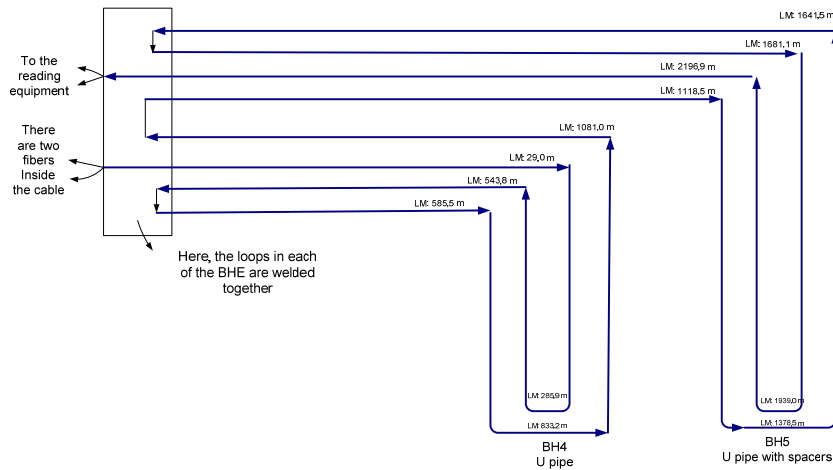 LM: 1641,5 m
LM: 1681,1 m
To the
reading
equipment
LM: 2196,9 m
LM: 1118,5 m
There
are two
fibers
Inside
the cable
LM: 1081,0 m
LM: 29,0 m
LM: 543,8 m
LM: 585,5 m
Here, the loops in each
of the BHE are welded
together
LM: 285,9 m
LM: 833,2 m
LM: 1939,0 m
LM: 1378,5 m
BH4
U pipe
BH5
U pipe with spacers